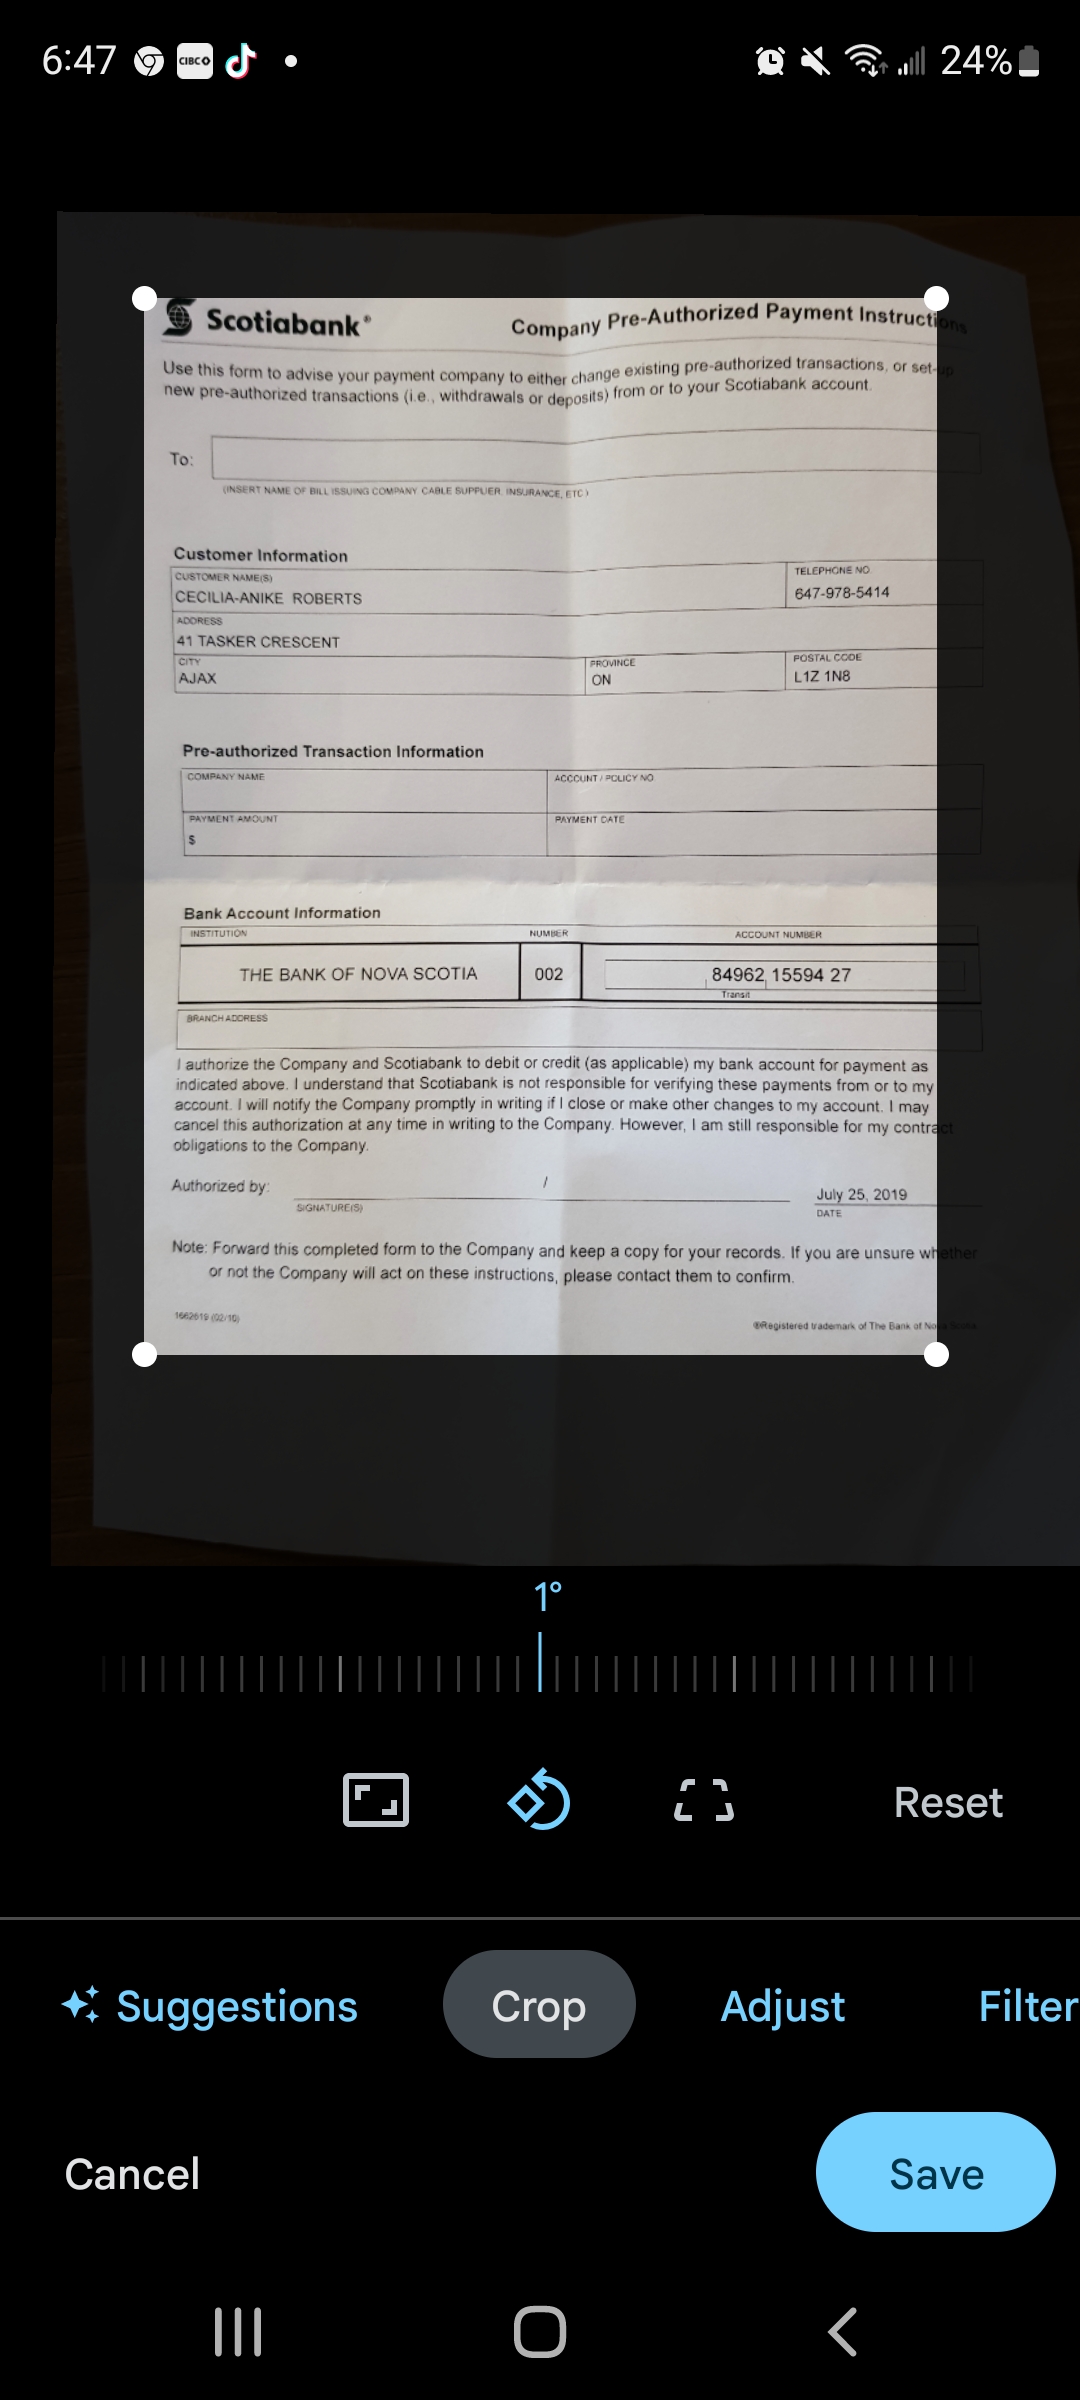 6:47 CIBC 24%
Scotiabank®
Company Pre-Authorized Payment Instructions
Use this form to advise your payment company to either change existing pre-authorized transactions, or set-up
new pre-authorized transactions (i.e., withdrawals or deposits) from or to your Scotiabank account.
To:
(INSERT NAME OF BILL ISSUING COMPANY CABLE SUPPLIER. INSURANCE, ETC)
Customer Information
CUSTOMER NAME(S) TELEPHONE NO.
CECILIA-ANIKE ROBERTS 647-978-5414
ADDRESS
41 TASKER CRESCENT
CITY PROVINCE POSTAL CODE
AJAX ON L1Z 1N8
Pre-authorized Transaction Information
COMPANY NAME ACCOUNT / POLICY NO.
PAYMENT AMOUNT PAYMENT DATE
$
Bank Account Information
INSTITUTION NUMBER ACCOUNT NUMBER
THE BANK OF NOVA SCOTIA 002 84962 15594 27
Transit
BRANCH ADDRESS
I authorize the Company and Scotiabank to debit or credit (as applicable) my bank account for payment as
indicated above. I understand that Scotiabank is not responsible for verifying these payments from or to my
account. I will notify the Company promptly in writing if I close or make other changes to my account. I may
cancel this authorization at any time in writing to the Company. However, I am still responsible for my contract
obligations to the Company.
Authorized by: / July 25, 2019
SIGNATURE(S) DATE
Note: Forward this completed form to the Company and keep a copy for your records. If you are unsure whether
or not the Company will act on these instructions, please contact them to confirm.
1662619 (02/10) ®Registered trademark of The Bank of Nova Scotia
1°
Reset
Suggestions Crop Adjust Filter
Cancel Save